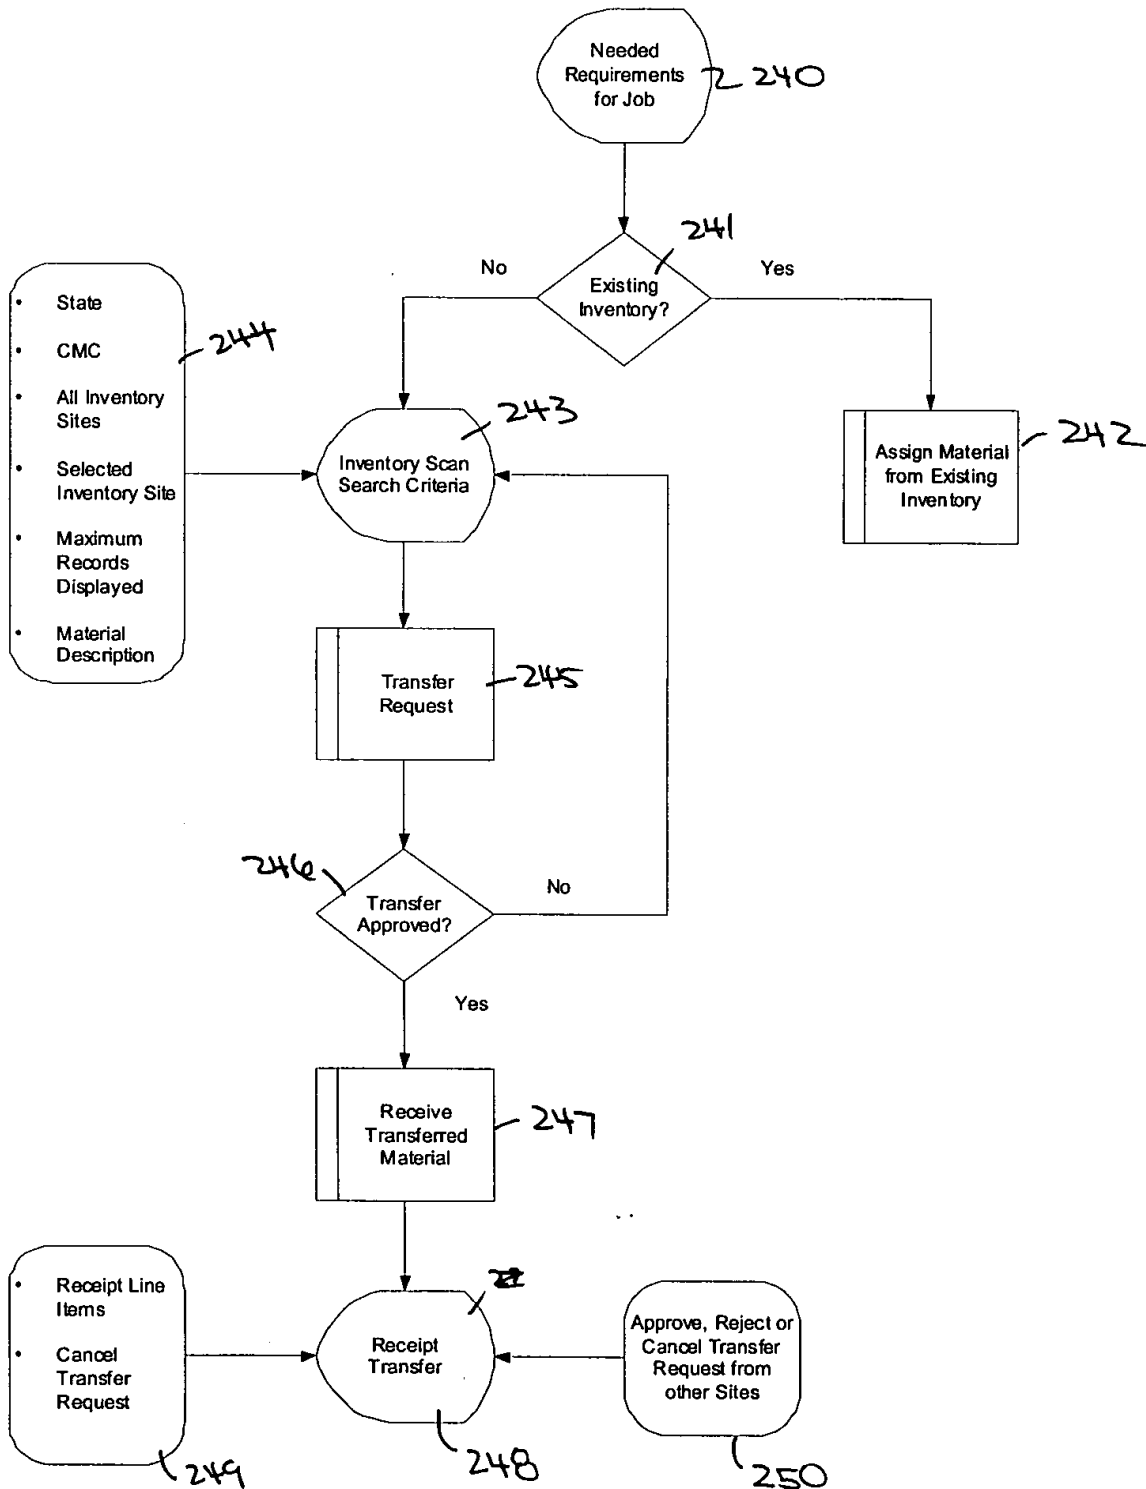 Needed
Requirements
for Job
240
241
No
Yes
Existing
Inventory?
• State
• CMC
• All Inventory
Sites
• Selected
Inventory Site
• Maximum
Records
Displayed
• Material
Description
244
243
Inventory Scan
Search Criteria
Assign Material
from Existing
Inventory
242
Transfer
Request
245
246
Transfer
Approved?
No
Yes
Receive
Transferred
Material
247
• Receipt Line
Items
• Cancel
Transfer
Request
249
Receipt
Transfer
248
Approve, Reject or
Cancel Transfer
Request from
other Sites
250